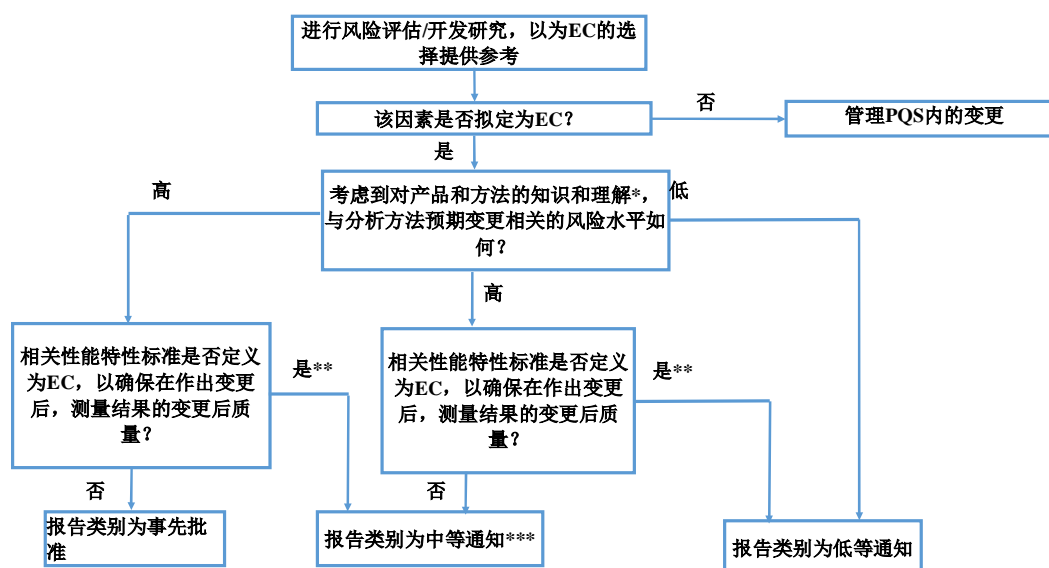 进行风险评估/开发研究，以为EC的选
择提供参考
否
该因素是否拟定为EC？
管理PQS内的变更
是
高
考虑到对产品和方法的知识和理解*，
与分析方法预期变更相关的风险水平如
何？
低
高
相关性能特性标准是否定义
为EC，以确保在作出变更
后，测量结果的变更后质
量？
是**
相关性能特性标准是否定义
为EC，以确保在作出变更
后，测量结果的变更后质
量？
是**
否
否
报告类别为事先批
准
报告类别为中等通知***
报告类别为低等通知